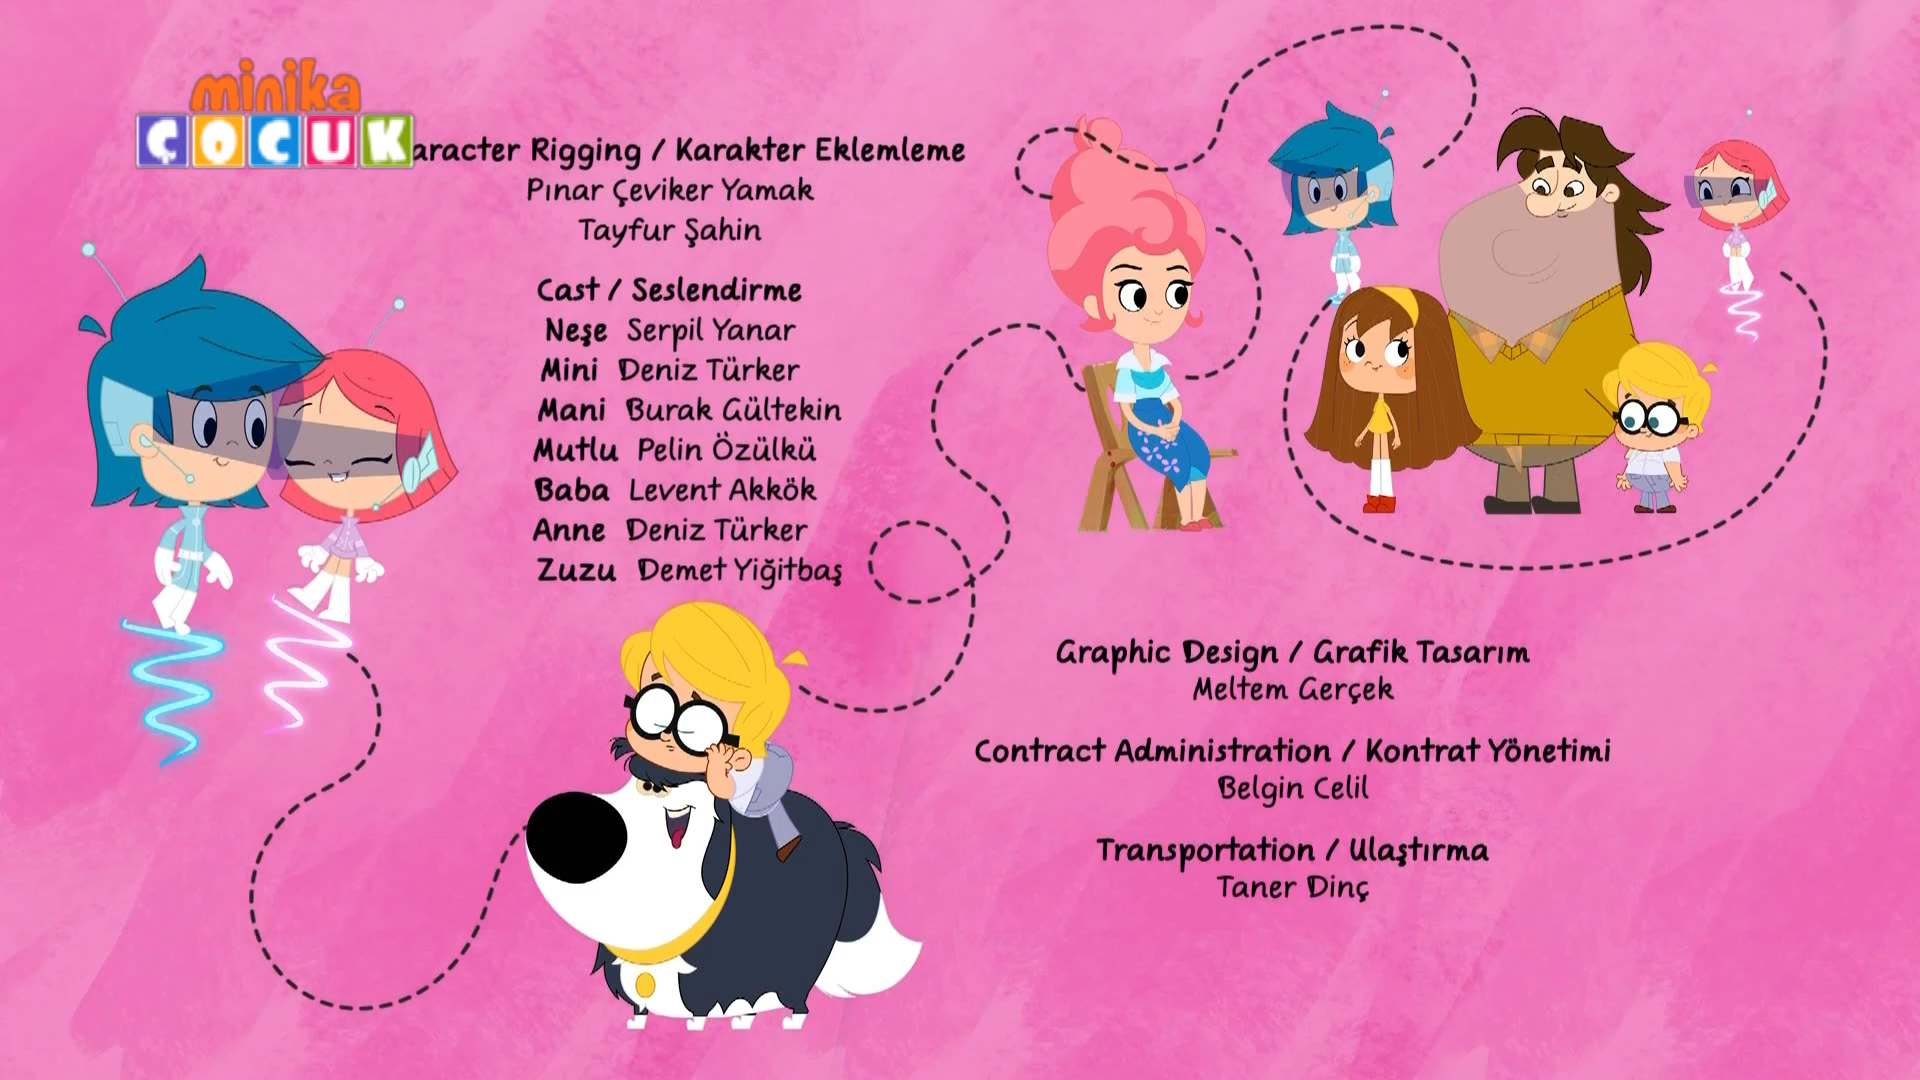 minika
ÇOCUK
aracter Rigging / Karakter Eklemleme
Pınar Çeviker Yamak
Tayfur Şahin
Cast / Seslendirme
Neşe Serpil Yanar
Mini Deniz Türker
Mani Burak Gültekin
Mutlu Pelin Özülkü
Baba Levent Akkök
Anne Deniz Türker
Zuzu Demet Yiğitbaş
Graphic Design / Grafik Tasarım
Meltem Gerçek
Contract Administration / Kontrat Yönetimi
Belgin Celil
Transportation / Ulaştırma
Taner Dinç